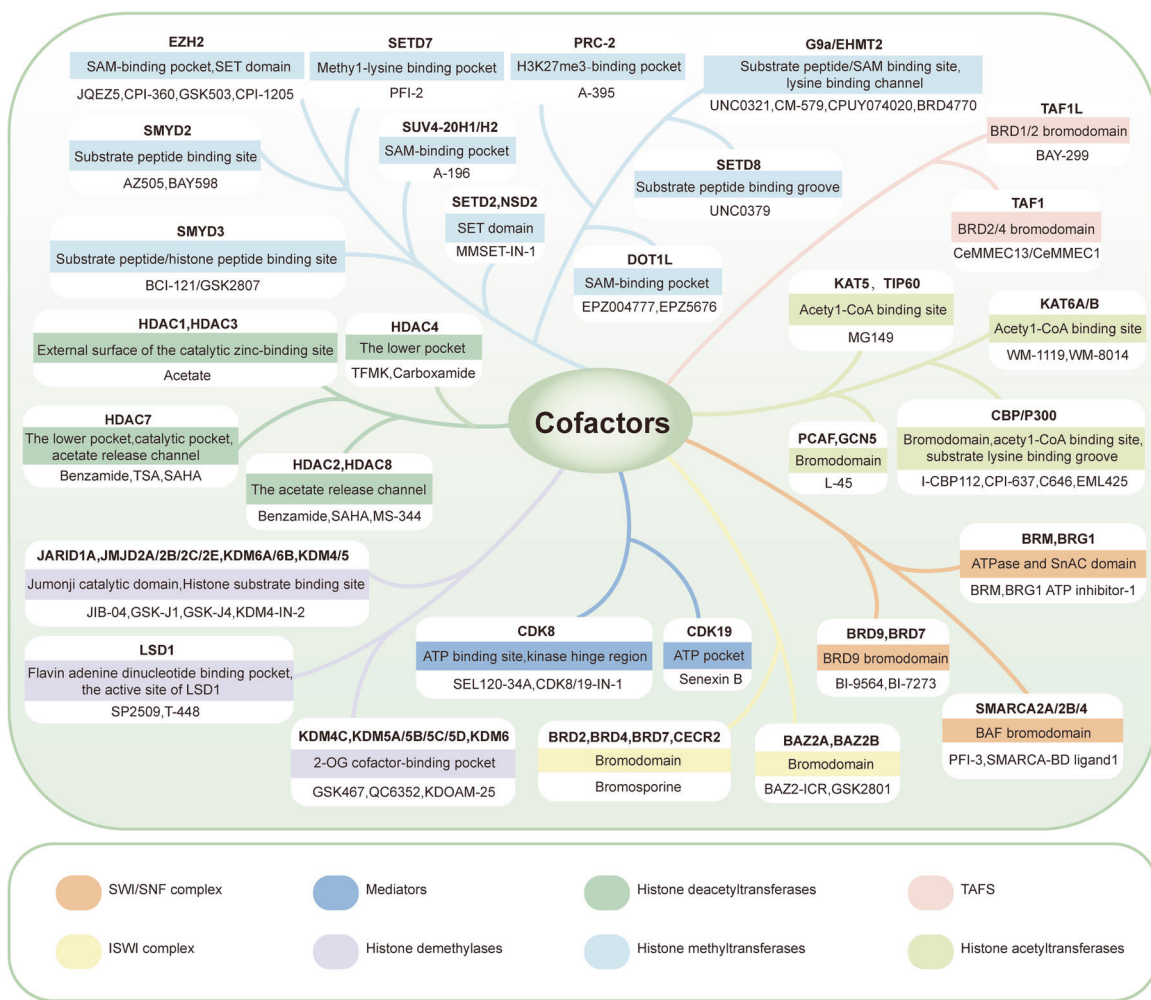 EZH2
SAM-binding pocket,SET domain
JQEZ5,CPI-360,GSK503,CPI-1205
SETD7
Methy1-lysine binding pocket
PFI-2
PRC-2
H3K27me3-binding pocket
A-395
G9a/EHMT2
Substrate peptide/SAM binding site,
lysine binding channel
UNC0321,CM-579,CPUY074020,BRD4770
TAF1L
BRD1/2 bromodomain
BAY-299
SMYD2
Substrate peptide binding site
AZ505,BAY598
SUV4-20H1/H2
SAM-binding pocket
A-196
SETD8
Substrate peptide binding groove
UNC0379
SETD2,NSD2
SET domain
MMSET-IN-1
TAF1
BRD2/4 bromodomain
CeMMEC13/CeMMEC1
SMYD3
Substrate peptide/histone peptide binding site
BCI-121/GSK2807
DOT1L
SAM-binding pocket
EPZ004777,EPZ5676
KAT5, TIP60
Acety1-CoA binding site
MG149
KAT6A/B
Acety1-CoA binding site
WM-1119,WM-8014
HDAC1,HDAC3
External surface of the catalytic zinc-binding site
Acetate
HDAC4
The lower pocket
TFMK,Carboxamide
Cofactors
HDAC7
The lower pocket,catalytic pocket,
acetate release channel
Benzamide,TSA,SAHA
HDAC2,HDAC8
The acetate release channel
Benzamide,SAHA,MS-344
PCAF,GCN5
Bromodomain
L-45
CBP/P300
Bromodomain,acety1-CoA binding site,
substrate lysine binding groove
I-CBP112,CPI-637,C646,EML425
JARID1A,JMJD2A/2B/2C/2E,KDM6A/6B,KDM4/5
Jumonji catalytic domain,Histone substrate binding site
JIB-04,GSK-J1,GSK-J4,KDM4-IN-2
BRM,BRG1
ATPase and SnAC domain
BRM,BRG1 ATP inhibitor-1
LSD1
Flavin adenine dinucleotide binding pocket,
the active site of LSD1
SP2509,T-448
CDK8
ATP binding site,kinase hinge region
SEL120-34A,CDK8/19-IN-1
CDK19
ATP pocket
Senexin B
BRD9,BRD7
BRD9 bromodomain
BI-9564,BI-7273
KDM4C,KDM5A/5B/5C/5D,KDM6
2-OG cofactor-binding pocket
GSK467,QC6352,KDOAM-25
BRD2,BRD4,BRD7,CECR2
Bromodomain
Bromosporine
BAZ2A,BAZ2B
Bromodomain
BAZ2-ICR,GSK2801
SMARCA2A/2B/4
BAF bromodomain
PFI-3,SMARCA-BD ligand1
SWI/SNF complex
Mediators
Histone deacetyltransferases
TAFS
ISWI complex
Histone demethylases
Histone methyltransferases
Histone acetyltransferases